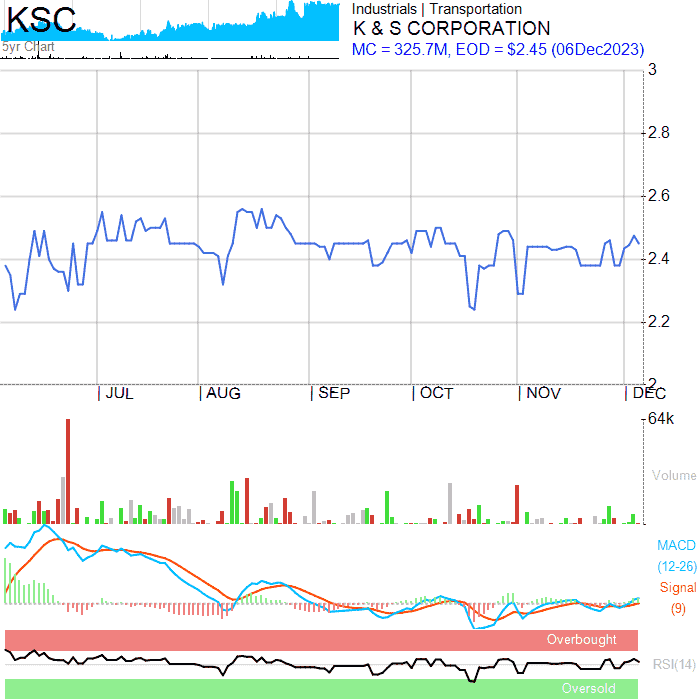 KSC
5yr Chart
Industrials | Transportation
K & S CORPORATION
MC = 325.7M, EOD = $2.45 (06Dec2023)
3
2.8
2.6
2.4
2.2
2
JUL AUG SEP OCT NOV DEC
64k
Volume
MACD
(12-26)
Signal
(9)
Overbought
RSI(14)
Oversold